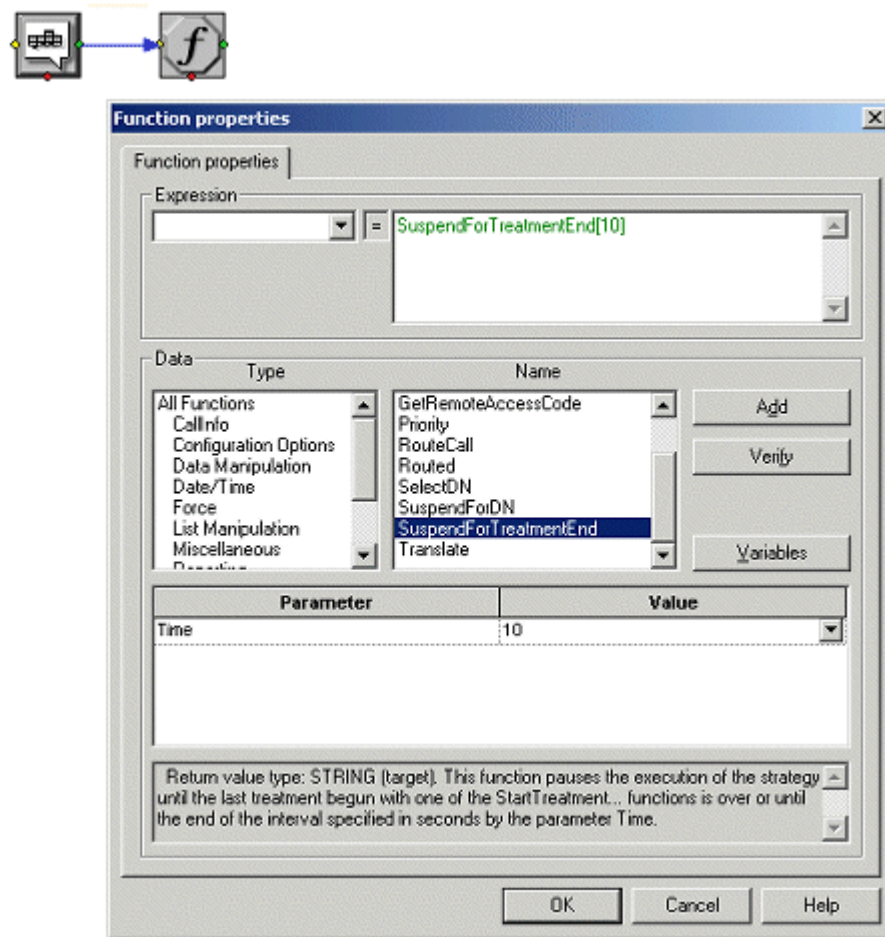 f
Function properties
Function properties
Expression
= SuspendForTreatmentEnd[10]
Data
Type Name
All Functions
CallInfo
Configuration Options
Data Manipulation
Date/Time
Force
List Manipulation
Miscellaneous
Reporting
GetRemoteAccessCode
Priority
RouteCall
Routed
SelectDN
SuspendForDN
SuspendForTreatmentEnd
Translate
Add
Verify
Variables
Parameter Value
Time 10
Return value type: STRING (target). This function pauses the execution of the strategy
until the last treatment begun with one of the StartTreatment... functions is over or until
the end of the interval specified in seconds by the parameter Time.
OK Cancel Help